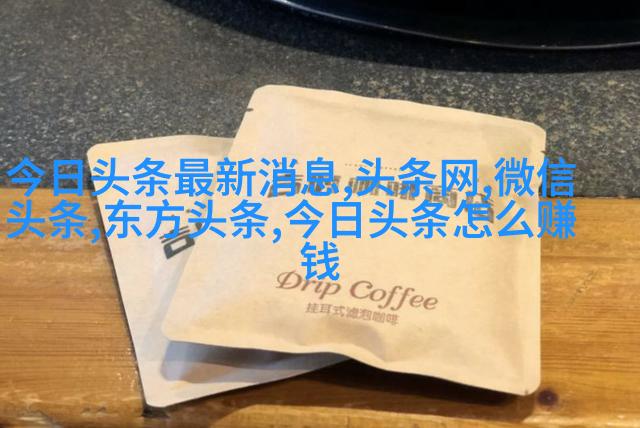 今日头条最新消息,头条网,微信
头条,东方头条,今日头条怎么赚
钱
Drip Coffee
挂耳式滤泡咖啡